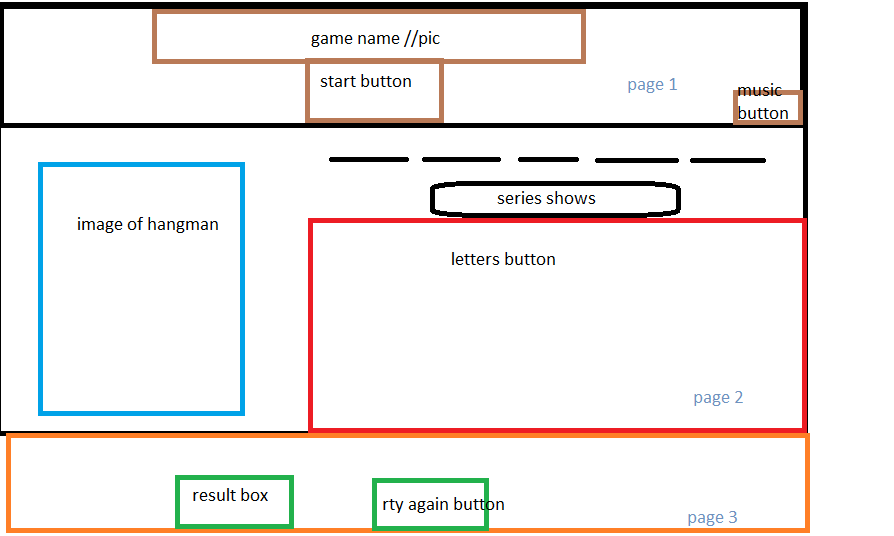 game name //pic
start button
page 1
music
button
series shows
image of hangman
letters button
page 2
result box
rty again button
page 3